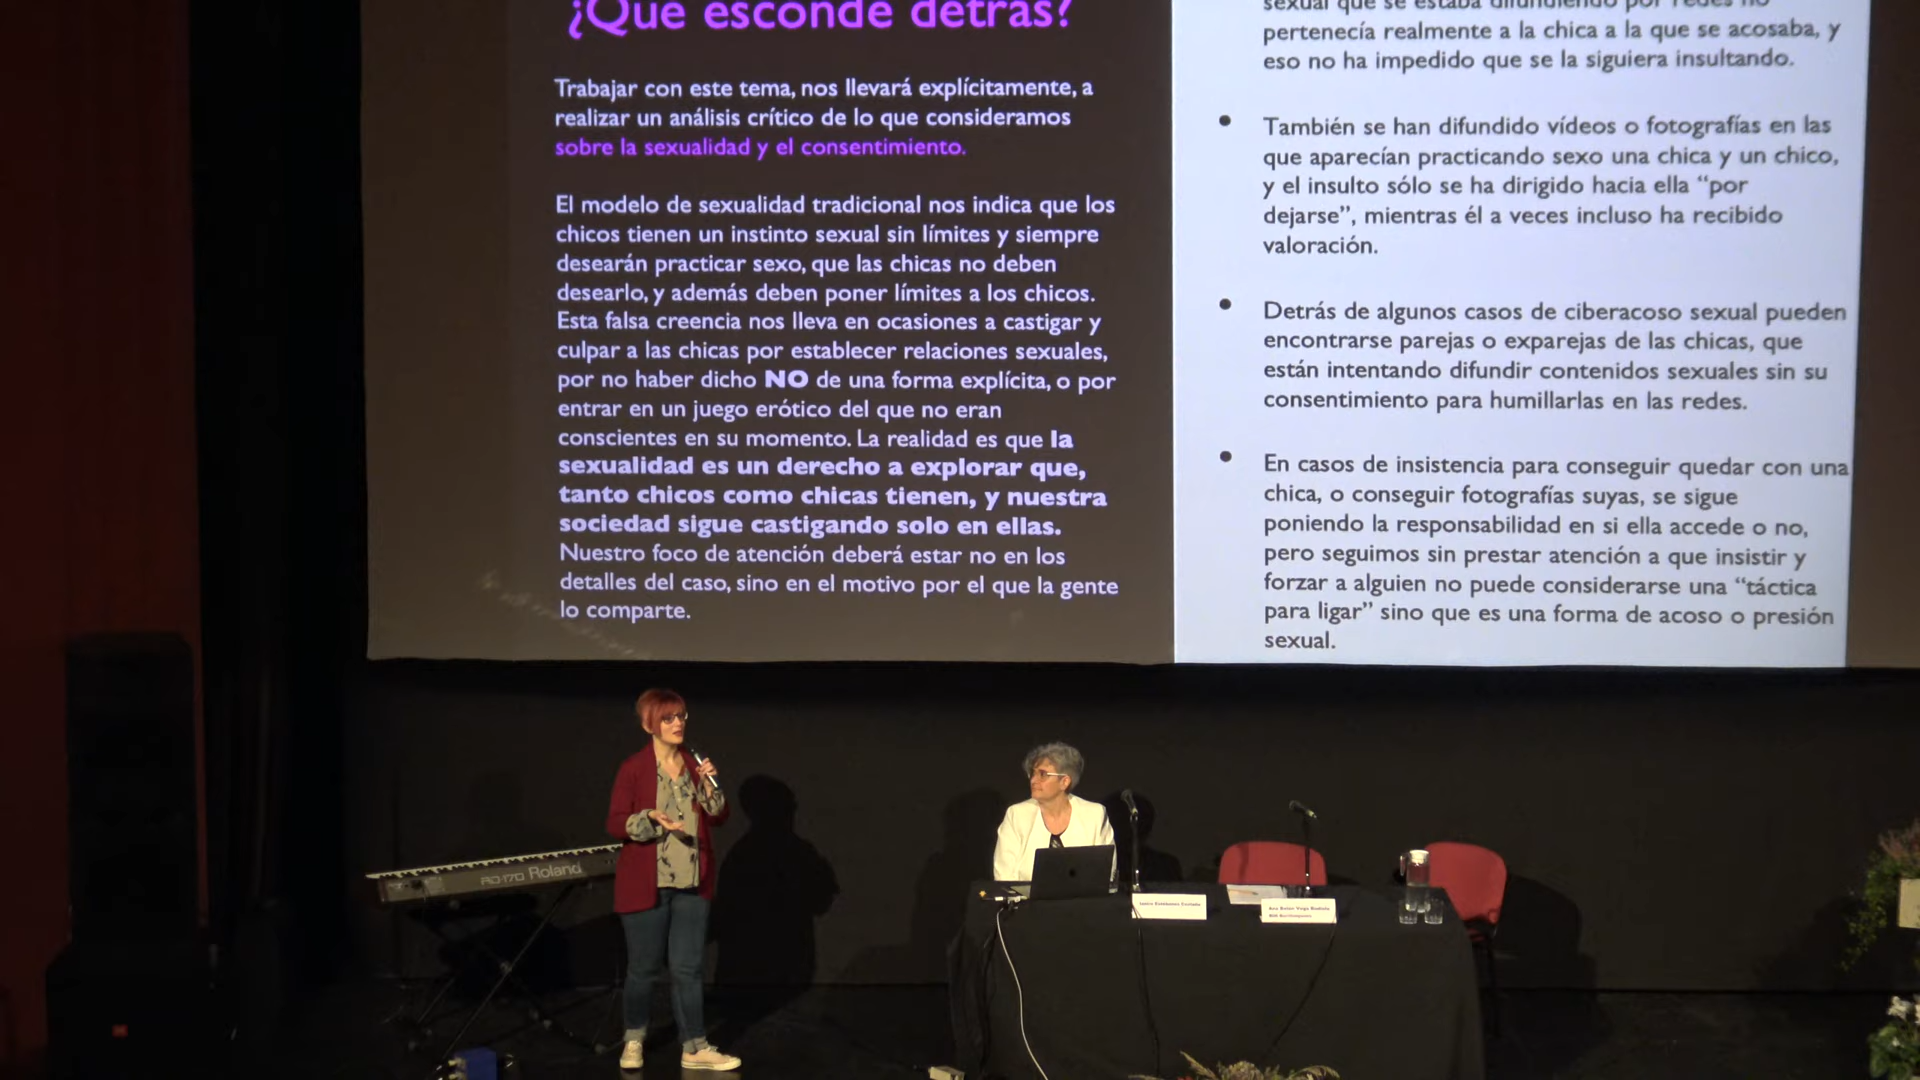 ¿Qué esconde detrás?
Trabajar con este tema, nos llevará explícitamente, a
realizar un análisis crítico de lo que consideramos
sobre la sexualidad y el consentimiento.
El modelo de sexualidad tradicional nos indica que los
chicos tienen un instinto sexual sin límites y siempre
desearán practicar sexo, que las chicas no deben
desearlo, y además deben poner límites a los chicos.
Esta falsa creencia nos lleva en ocasiones a castigar y
culpar a las chicas por establecer relaciones sexuales,
por no haber dicho NO de una forma explícita, o por
entrar en un juego erótico del que no eran
conscientes en su momento. La realidad es que la
sexualidad es un derecho a explorar que,
tanto chicos como chicas tienen, y nuestra
sociedad sigue castigando solo en ellas.
Nuestro foco de atención deberá estar no en los
detalles del caso, sino en el motivo por el que la gente
lo comparte.
sexual que se estaba difundiendo por redes no
pertenecía realmente a la chica a la que se acosaba, y
eso no ha impedido que se la siguiera insultando.
• También se han difundido vídeos o fotografías en las
que aparecían practicando sexo una chica y un chico,
y el insulto sólo se ha dirigido hacia ella “por
dejarse”, mientras él a veces incluso ha recibido
valoración.
• Detrás de algunos casos de ciberacoso sexual pueden
encontrarse parejas o exparejas de las chicas, que
están intentando difundir contenidos sexuales sin su
consentimiento para humillarlas en las redes.
• En casos de insistencia para conseguir quedar con una
chica, o conseguir fotografías suyas, se sigue
poniendo la responsabilidad en si ella accede o no,
pero seguimos sin prestar atención a que insistir y
forzar a alguien no puede considerarse una “táctica
para ligar” sino que es una forma de acoso o presión
sexual.
RD-170 Roland
Ana Belén Vega